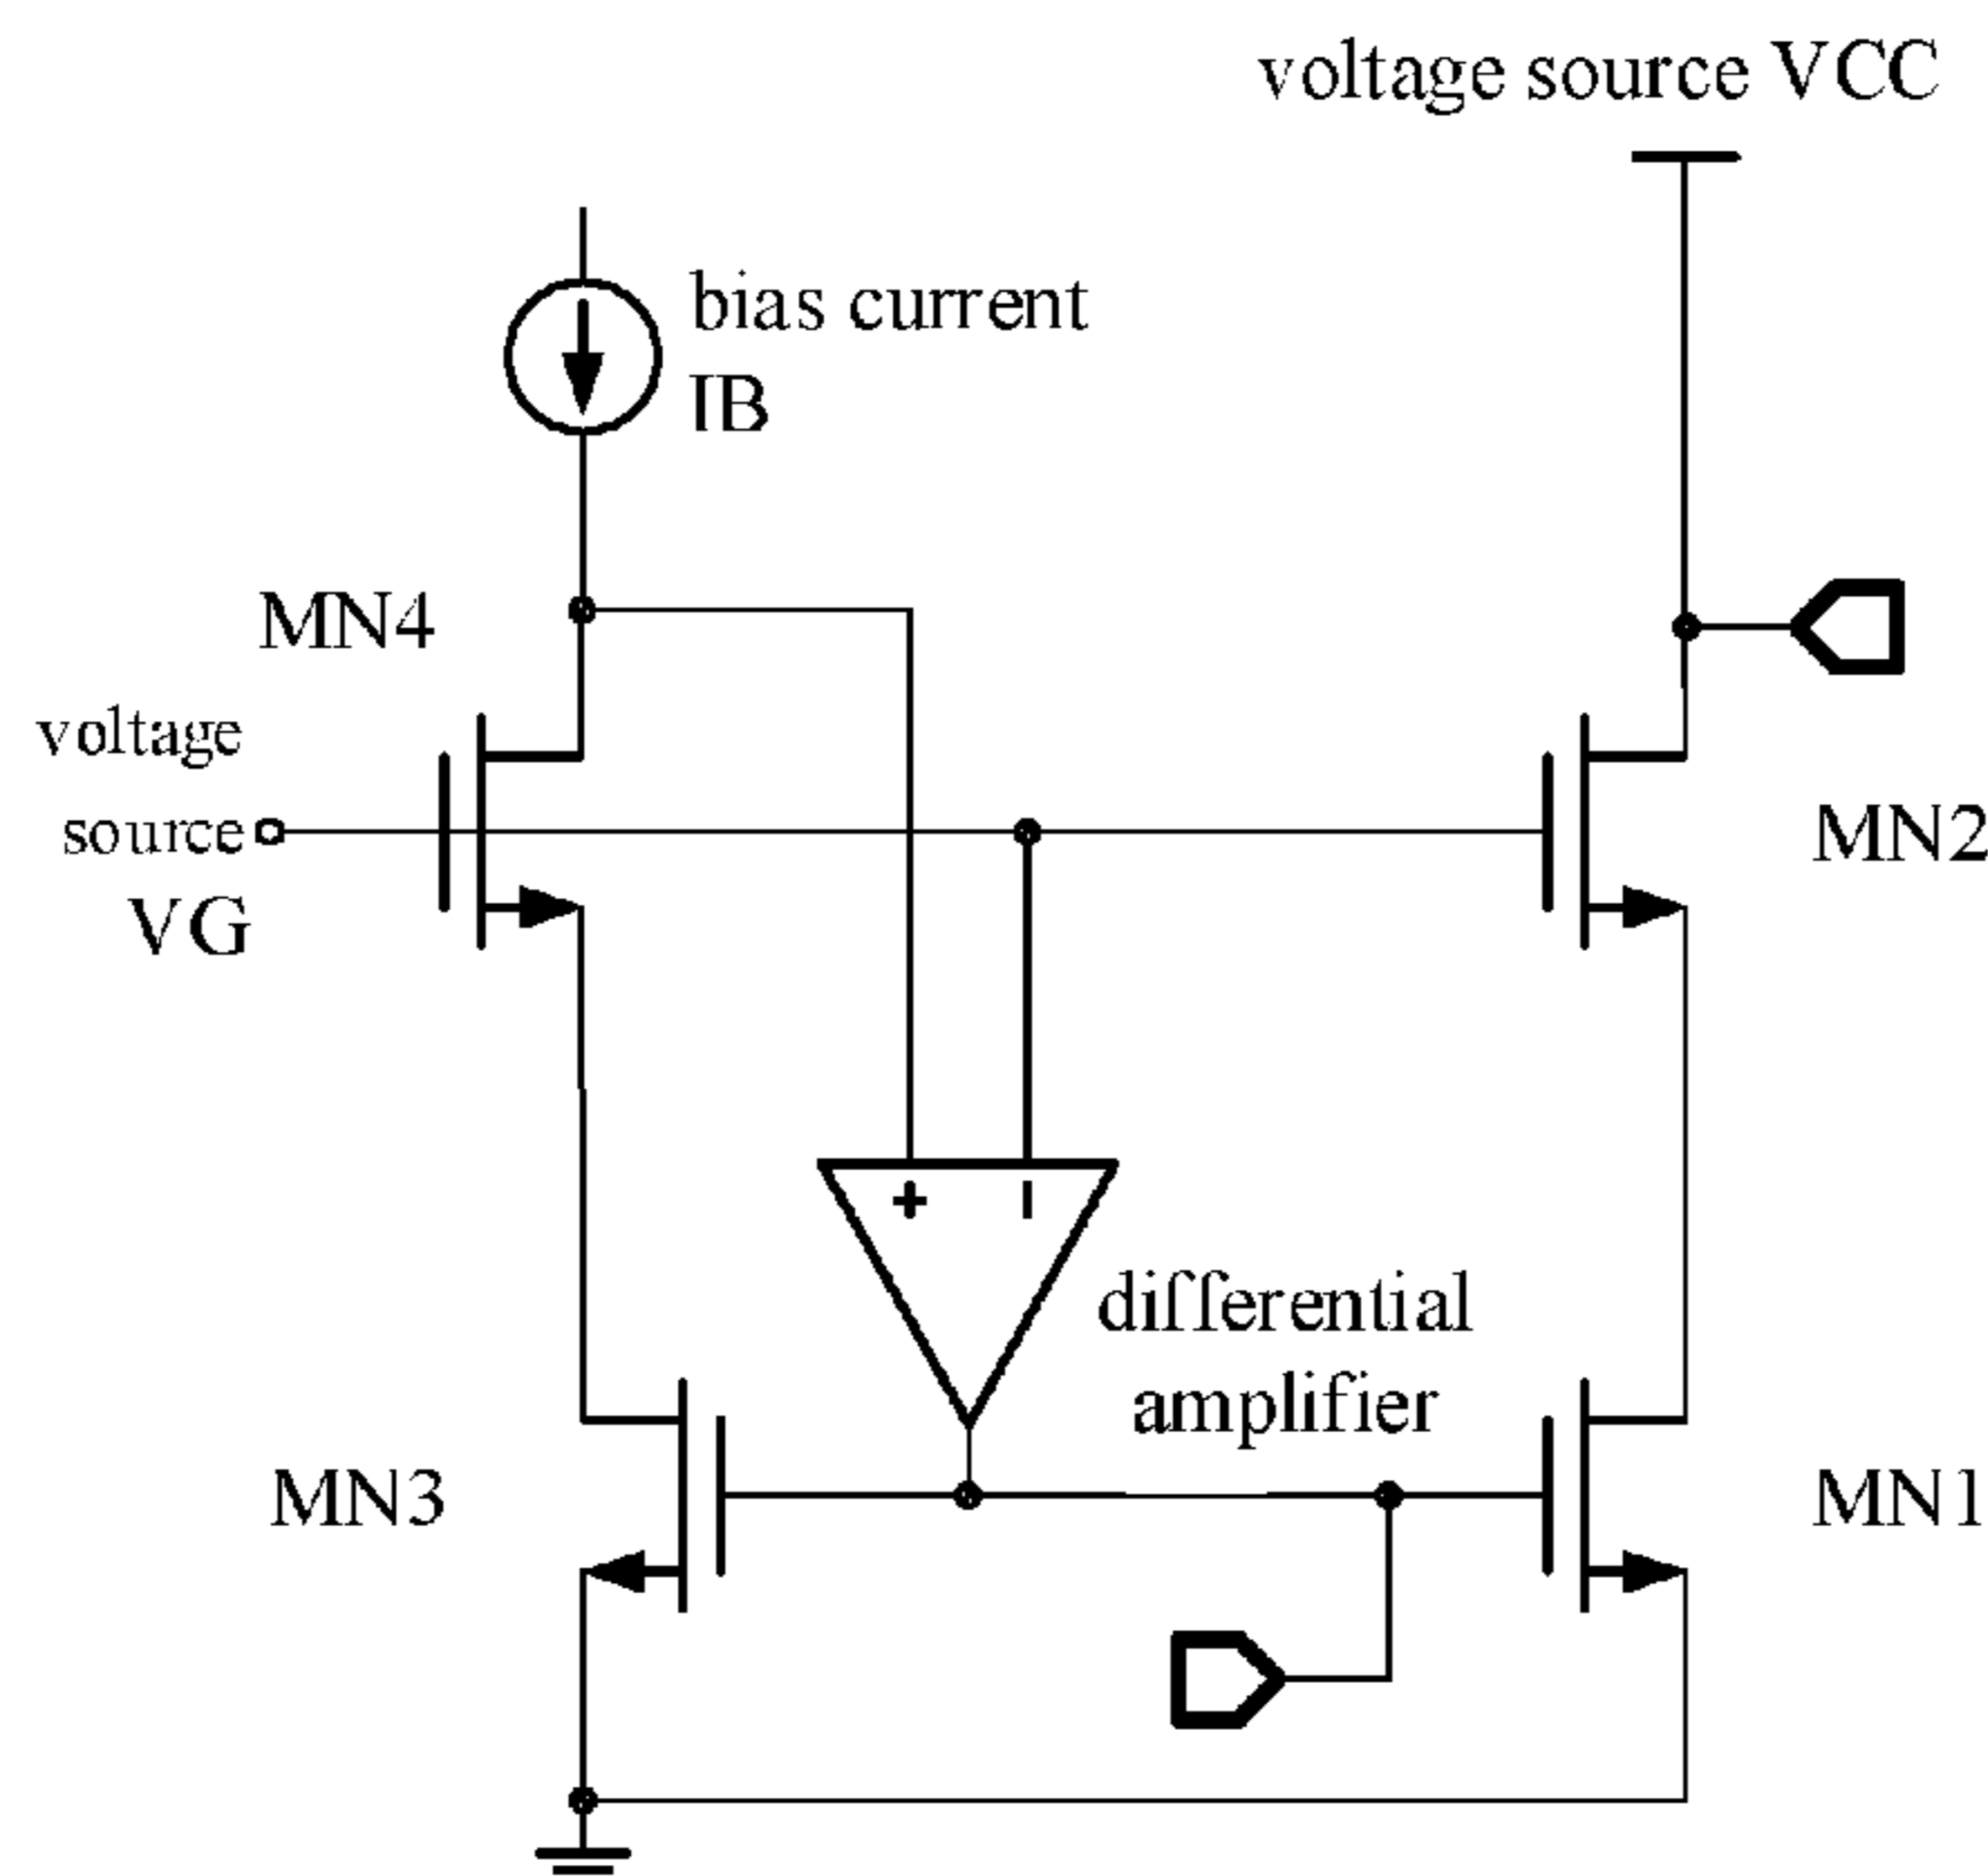 voltage source VCC
bias current
IB
MN4
voltage
source
VG
MN2
+ -
differential
amplifier
MN3
MN1